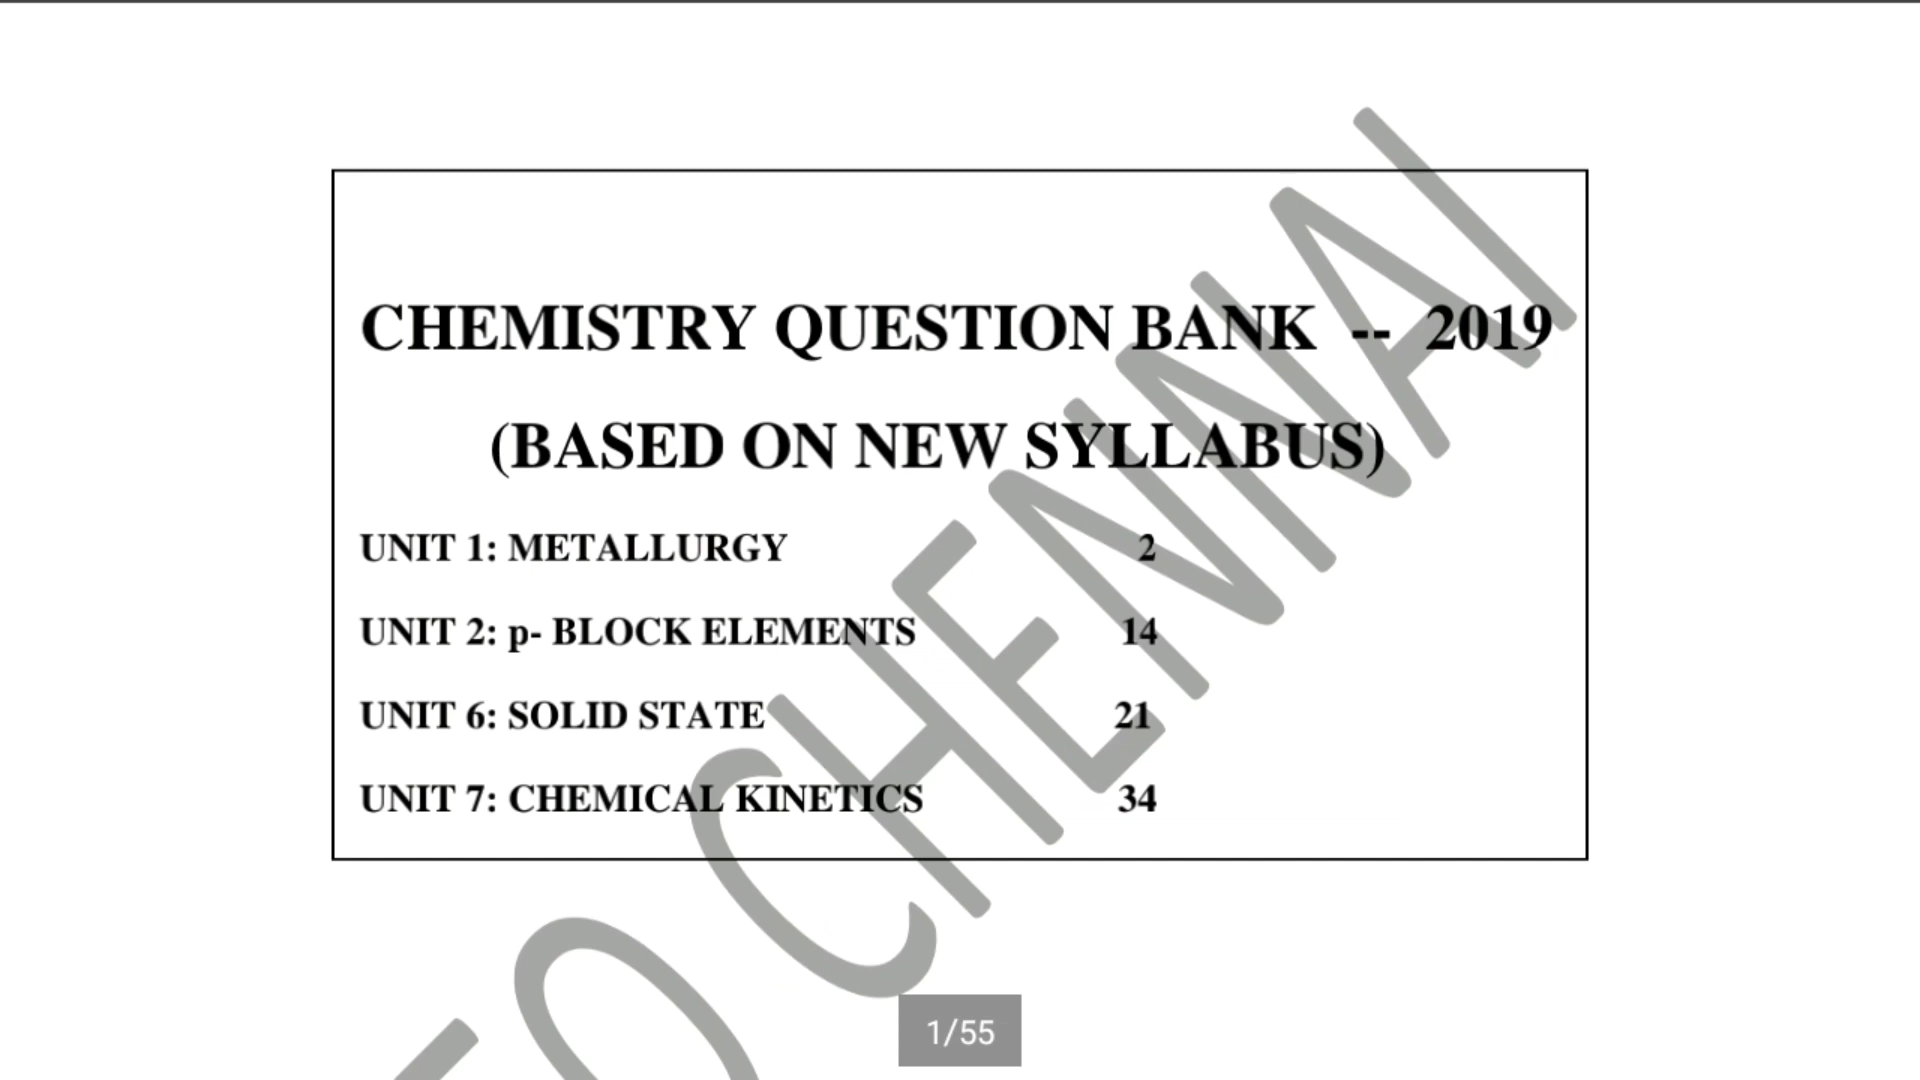 CHEMISTRY QUESTION BANK -- 2019
(BASED ON NEW SYLLABUS)
UNIT 1: METALLURGY 2
UNIT 2: p- BLOCK ELEMENTS 14
UNIT 6: SOLID STATE 21
UNIT 7: CHEMICAL KINETICS 34
CHENNAI
1/55